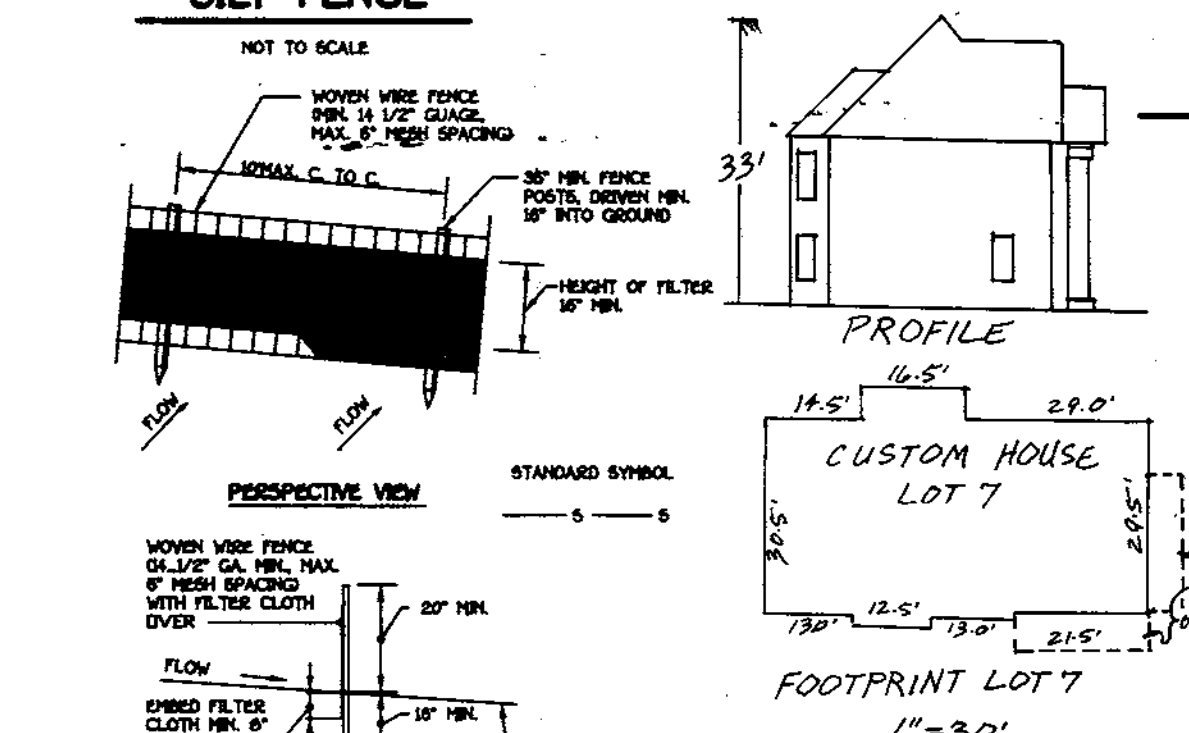 SILT FENCE
NOT TO SCALE
WOVEN WIRE FENCE
(MIN. 14 1/2" GUAGE,
MAX. 6" MESH SPACING)
10'MAX. C. TO C.
36" MIN. FENCE
POSTS, DRIVEN MIN.
16" INTO GROUND
HEIGHT OF FILTER
16" MIN.
FLOW
FLOW
PERSPECTIVE VIEW
STANDARD SYMBOL
S S
WOVEN WIRE FENCE
(14 1/2" GA. MIN., MAX.
6" MESH SPACING)
WITH FILTER CLOTH
OVER
20" MIN.
FLOW
EMBED FILTER
CLOTH MIN. 6"
16" MIN.
33'
PROFILE
16.5'
14.5'
29.0'
CUSTOM HOUSE
LOT 7
30.5'
29.5'
13.0'
12.5'
13.0'
21.5'
FOOTPRINT LOT 7
1"=30'